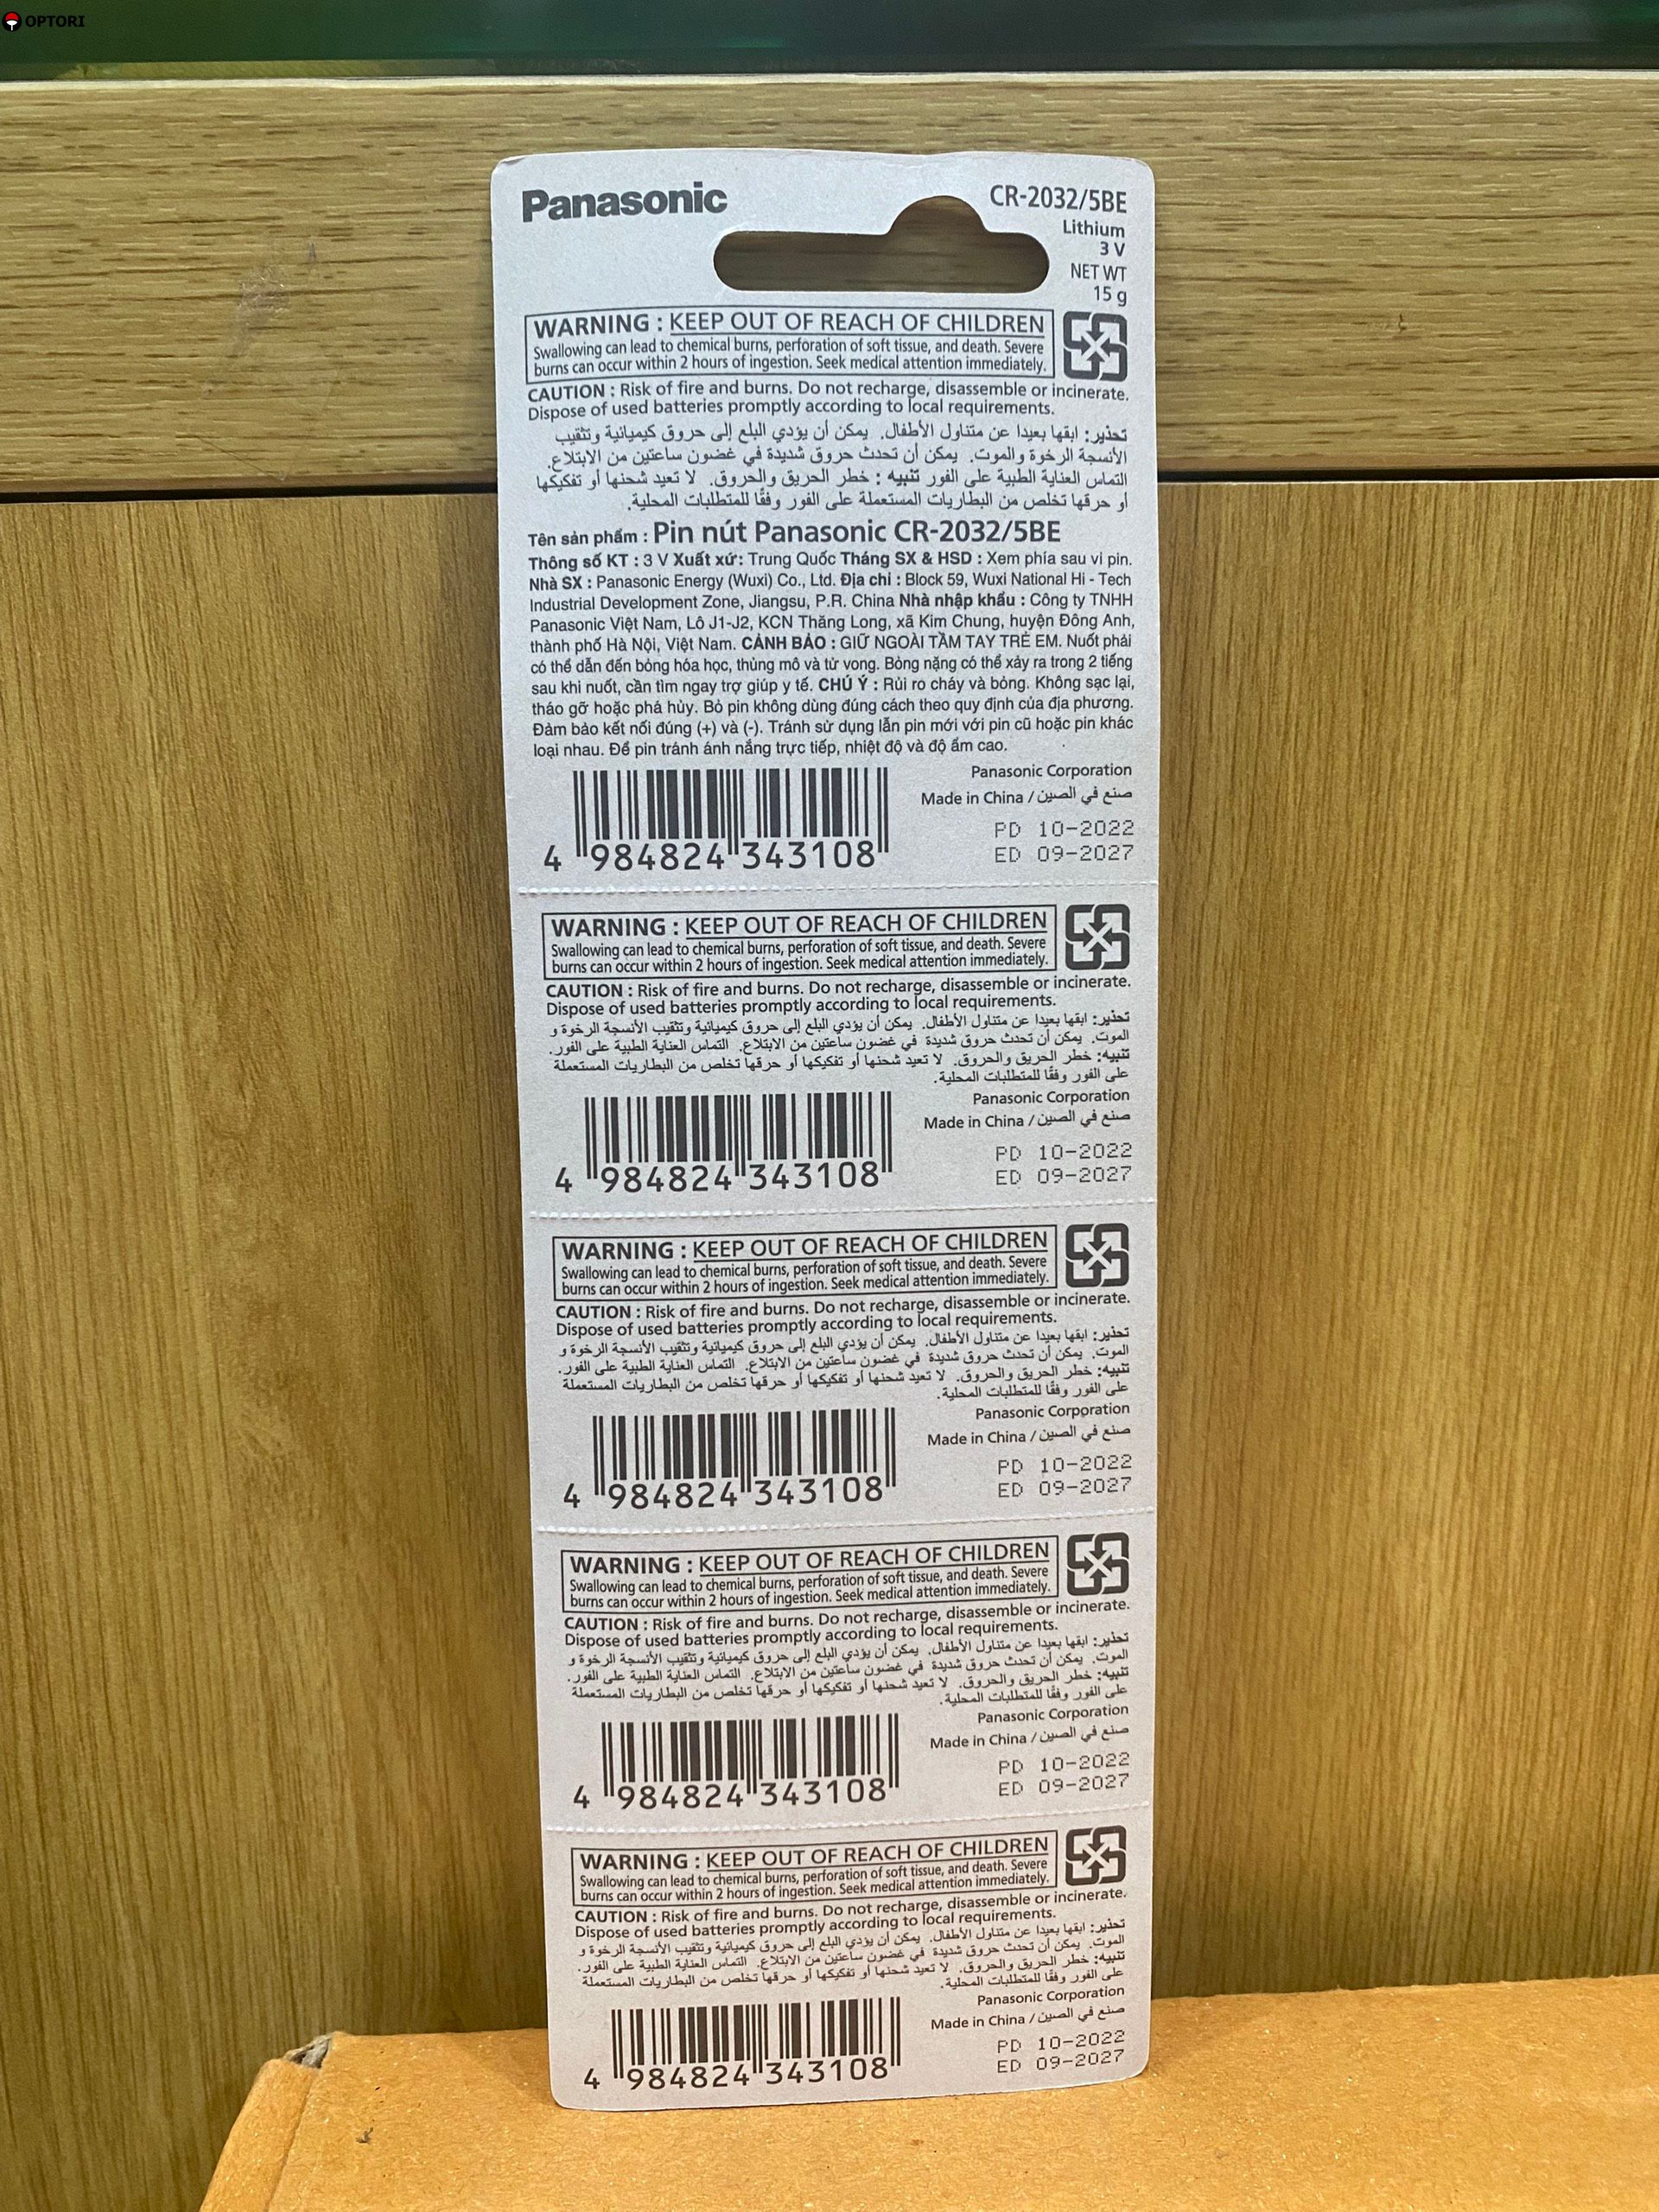 OPTORI
Panasonic
CR-2032/5BE
Lithium
3 V
NET WT
15 g
WARNING : KEEP OUT OF REACH OF CHILDREN
Swallowing can lead to chemical burns, perforation of soft tissue, and death. Severe
burns can occur within 2 hours of ingestion. Seek medical attention immediately.
CAUTION : Risk of fire and burns. Do not recharge, disassemble or incinerate.
Dispose of used batteries promptly according to local requirements.
تحذير: ابقها بعيدا عن متناول الأطفال. يمكن أن يؤدي البلع إلى حروق كيميائية وتثقيب
الأنسجة الرخوة والموت. يمكن أن تحدث حروق شديدة في غضون ساعتين من الابتلاع.
التماس العناية الطبية على الفور تنبيه : خطر الحريق والحروق. لا تعيد شحنها أو تفكيكها
أو حرقها تخلص من البطاريات المستعملة على الفور وفقًا للمتطلبات المحلية.
Tên sản phẩm : Pin nút Panasonic CR-2032/5BE
Thông số KT : 3 V Xuất xứ: Trung Quốc Tháng SX & HSD : Xem phía sau vỉ pin.
Nhà SX : Panasonic Energy (Wuxi) Co., Ltd. Địa chỉ : Block 59, Wuxi National Hi - Tech
Industrial Development Zone, Jiangsu, P.R. China Nhà nhập khẩu : Công ty TNHH
Panasonic Việt Nam, Lô J1-J2, KCN Thăng Long, xã Kim Chung, huyện Đông Anh,
thành phố Hà Nội, Việt Nam. CẢNH BẢO : GIỮ NGOÀI TẦM TAY TRẺ EM. Nuốt phải
có thể dẫn đến bỏng hóa học, thủng mô và tử vong. Bỏng nặng có thể xảy ra trong 2 tiếng
sau khi nuốt, cần tìm ngay trợ giúp y tế. CHÚ Ý : Rủi ro cháy và bỏng. Không sạc lại,
tháo gỡ hoặc phá hủy. Bỏ pin không dùng đúng cách theo quy định của địa phương.
Đảm bảo kết nối đúng (+) và (-). Tránh sử dụng lẫn pin mới với pin cũ hoặc pin khác
loại nhau. Để pin tránh ánh nắng trực tiếp, nhiệt độ và độ ẩm cao.
Panasonic Corporation
Made in China / صنع في الصين
PD 10-2022
ED 09-2027
4 984824 343108
WARNING : KEEP OUT OF REACH OF CHILDREN
Swallowing can lead to chemical burns, perforation of soft tissue, and death. Severe
burns can occur within 2 hours of ingestion. Seek medical attention immediately.
CAUTION : Risk of fire and burns. Do not recharge, disassemble or incinerate.
Dispose of used batteries promptly according to local requirements.
تحذير: ابقها بعيدا عن متناول الأطفال. يمكن أن يؤدي البلع إلى حروق كيميائية وتثقيب الأنسجة الرخوة و
الموت. يمكن أن تحدث حروق شديدة في غضون ساعتين من الابتلاع. التماس العناية الطبية على الفور.
تنبيه: خطر الحريق والحروق. لا تعيد شحنها أو تفكيكها أو حرقها تخلص من البطاريات المستعملة
على الفور وفقًا للمتطلبات المحلية.
Panasonic Corporation
Made in China / صنع في الصين
PD 10-2022
ED 09-2027
4 984824 343108
WARNING : KEEP OUT OF REACH OF CHILDREN
Swallowing can lead to chemical burns, perforation of soft tissue, and death. Severe
burns can occur within 2 hours of ingestion. Seek medical attention immediately.
CAUTION : Risk of fire and burns. Do not recharge, disassemble or incinerate.
Dispose of used batteries promptly according to local requirements.
تحذير: ابقها بعيدا عن متناول الأطفال. يمكن أن يؤدي البلع إلى حروق كيميائية وتثقيب الأنسجة الرخوة و
الموت. يمكن أن تحدث حروق شديدة في غضون ساعتين من الابتلاع. التماس العناية الطبية على الفور.
تنبيه: خطر الحريق والحروق. لا تعيد شحنها أو تفكيكها أو حرقها تخلص من البطاريات المستعملة
على الفور وفقًا للمتطلبات المحلية.
Panasonic Corporation
Made in China / صنع في الصين
PD 10-2022
ED 09-2027
4 984824 343108
WARNING : KEEP OUT OF REACH OF CHILDREN
Swallowing can lead to chemical burns, perforation of soft tissue, and death. Severe
burns can occur within 2 hours of ingestion. Seek medical attention immediately.
CAUTION : Risk of fire and burns. Do not recharge, disassemble or incinerate.
Dispose of used batteries promptly according to local requirements.
تحذير: ابقها بعيدا عن متناول الأطفال. يمكن أن يؤدي البلع إلى حروق كيميائية وتثقيب الأنسجة الرخوة و
الموت. يمكن أن تحدث حروق شديدة في غضون ساعتين من الابتلاع. التماس العناية الطبية على الفور.
تنبيه: خطر الحريق والحروق. لا تعيد شحنها أو تفكيكها أو حرقها تخلص من البطاريات المستعملة
على الفور وفقًا للمتطلبات المحلية.
Panasonic Corporation
Made in China / صنع في الصين
PD 10-2022
ED 09-2027
4 984824 343108
WARNING : KEEP OUT OF REACH OF CHILDREN
Swallowing can lead to chemical burns, perforation of soft tissue, and death. Severe
burns can occur within 2 hours of ingestion. Seek medical attention immediately.
CAUTION : Risk of fire and burns. Do not recharge, disassemble or incinerate.
Dispose of used batteries promptly according to local requirements.
تحذير: ابقها بعيدا عن متناول الأطفال. يمكن أن يؤدي البلع إلى حروق كيميائية وتثقيب الأنسجة الرخوة و
الموت. يمكن أن تحدث حروق شديدة في غضون ساعتين من الابتلاع. التماس العناية الطبية على الفور.
تنبيه: خطر الحريق والحروق. لا تعيد شحنها أو تفكيكها أو حرقها تخلص من البطاريات المستعملة
على الفور وفقًا للمتطلبات المحلية.
Panasonic Corporation
Made in China / صنع في الصين
PD 10-2022
ED 09-2027
4 984824 343108